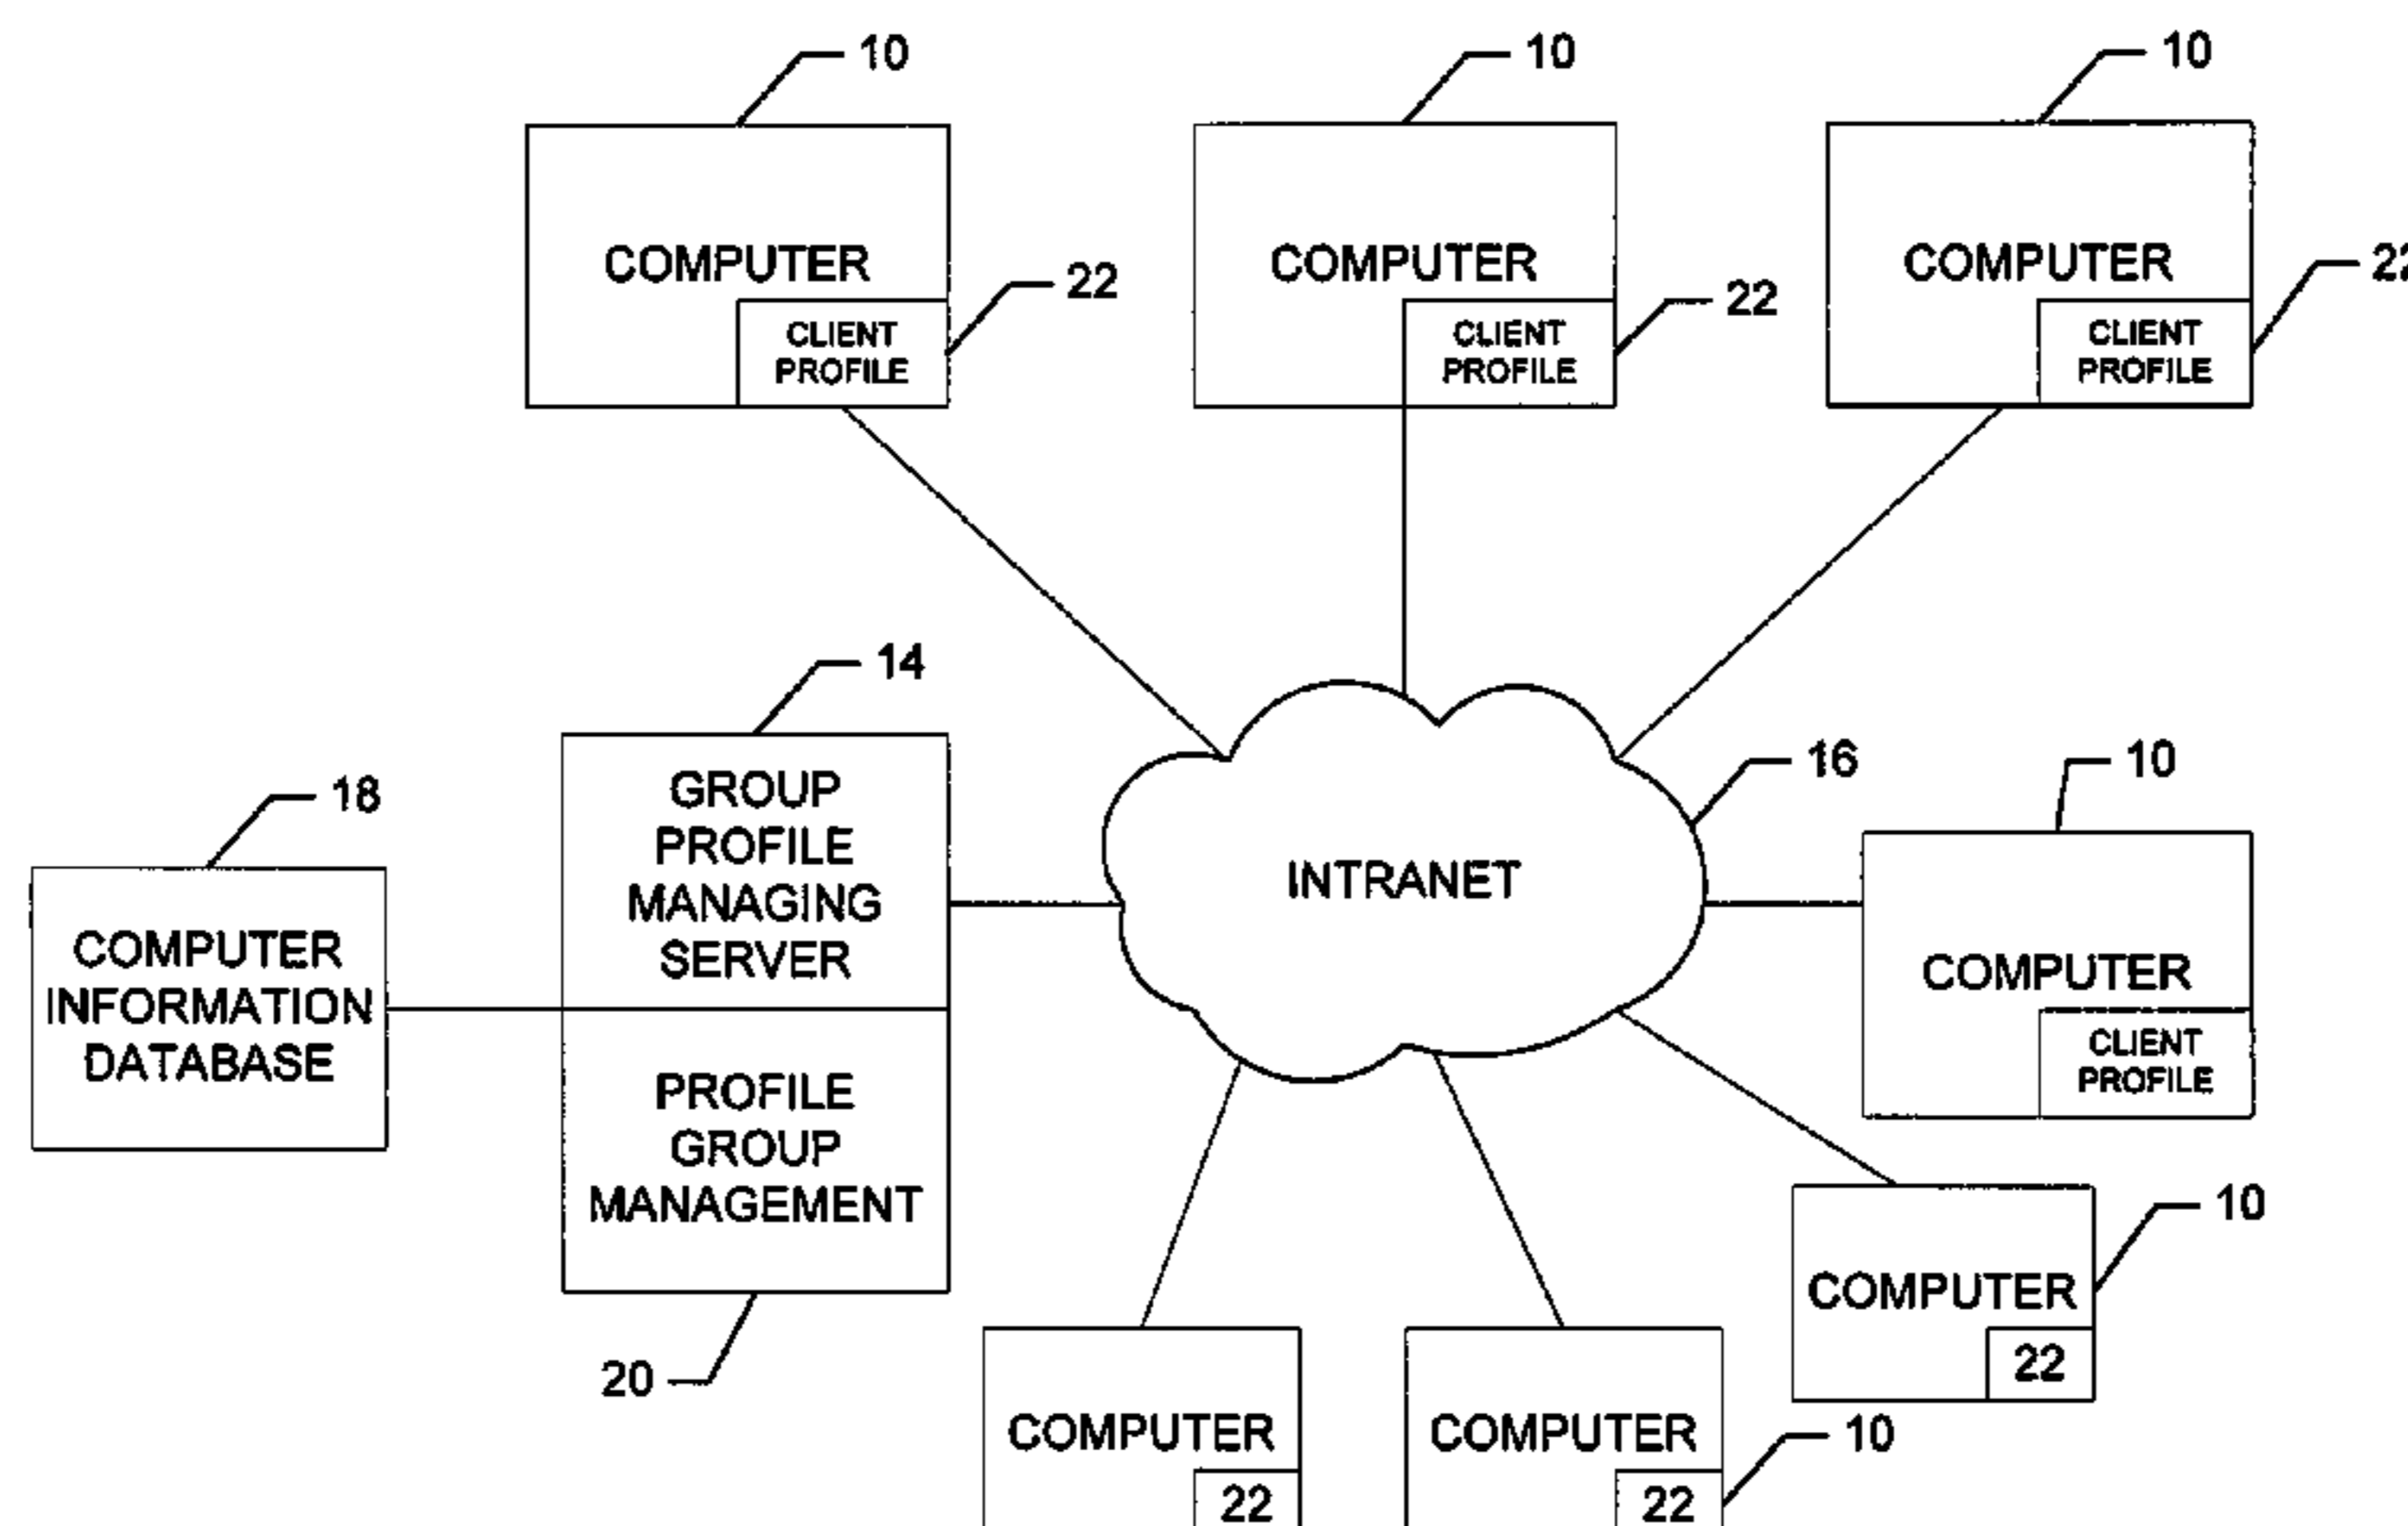 10
10
10
COMPUTER
CLIENT
PROFILE
22
COMPUTER
CLIENT
PROFILE
22
COMPUTER
CLIENT
PROFILE
22
14
GROUP
PROFILE
MANAGING
SERVER
18
COMPUTER
INFORMATION
DATABASE
PROFILE
GROUP
MANAGEMENT
20
INTRANET
16
10
COMPUTER
CLIENT
PROFILE
COMPUTER
22
10
COMPUTER
22
COMPUTER
22
10